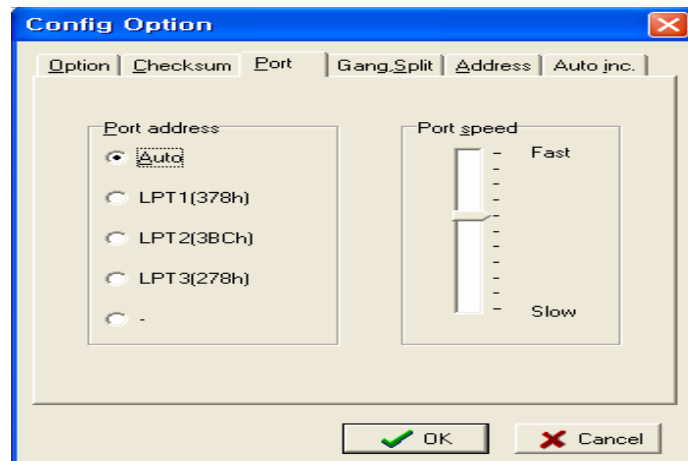 Config Option
Option Checksum Port Gang,Split Address Auto inc.
Port address
Auto
LPT1(378h)
LPT2(3BCh)
LPT3(278h)
-
Port speed
Fast
Slow
OK Cancel